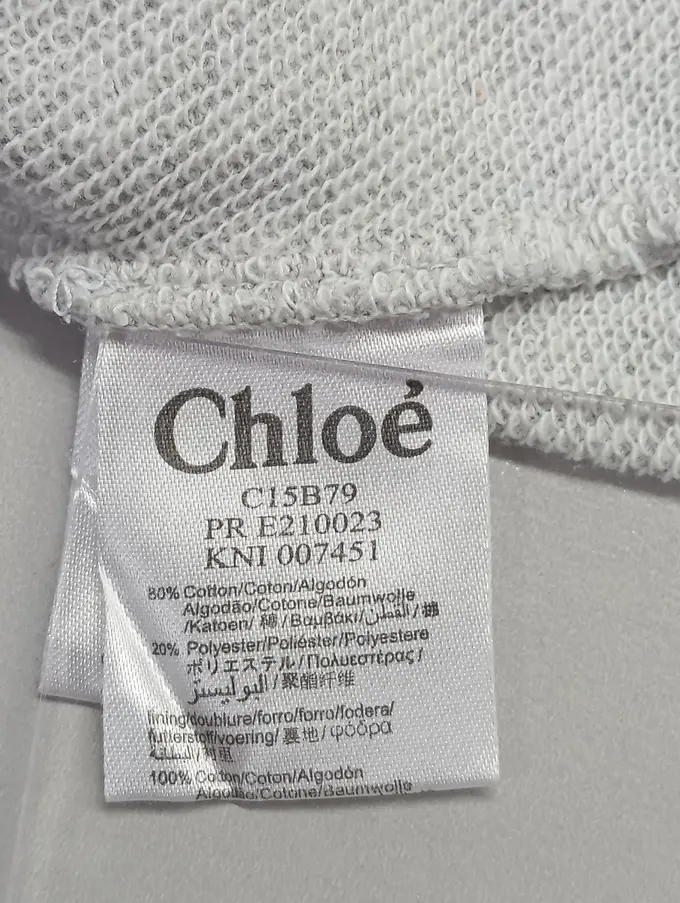 Chloé
C15B79
PR E210023
KNI 007451
80% Cotton/Coton/Algodón
Algodão/Cotone/Baumwolle
/Katoen/ 綿 /Βαμβάκι/القطن/ 棉
20% Polyester/Poliéster/Polyestere
ポリエステル/Πολυεστέρας/
البوليستر /聚酯纤维
lining/doublure/forro/forro/fodera/
futterstoff/voering/ 裏地/φόδρα
/衬里
100% Cotton/Coton/Algodón
Algodão/Cotone/Baumwolle